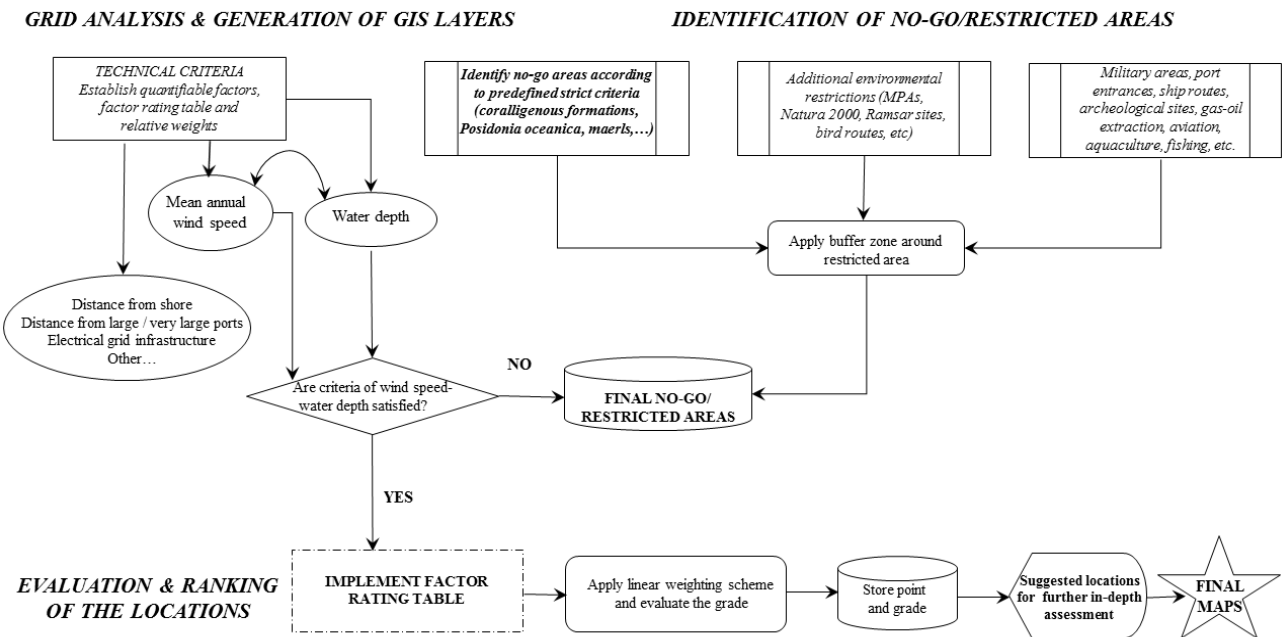 GRID ANALYSIS & GENERATION OF GIS LAYERS
IDENTIFICATION OF NO-GO/RESTRICTED AREAS
TECHNICAL CRITERIA
Establish quantifiable factors,
factor rating table and
relative weights
Identify no-go areas according
to predefined strict criteria
(coralligenous formations,
Posidonia oceanica, maerls,…)
Additional environmental
restrictions (MPAs,
Natura 2000, Ramsar sites,
bird routes, etc)
Military areas, port
entrances, ship routes,
archeological sites, gas-oil
extraction, aviation,
aquaculture, fishing, etc.
Mean annual
wind speed
Water depth
Apply buffer zone around
restricted area
Distance from shore
Distance from large / very large ports
Electrical grid infrastructure
Other…
Are criteria of wind speed-
water depth satisfied?
NO
FINAL NO-GO/
RESTRICTED AREAS
YES
EVALUATION & RANKING
OF THE LOCATIONS
IMPLEMENT FACTOR
RATING TABLE
Apply linear weighting scheme
and evaluate the grade
Store point
and grade
Suggested locations
for further in-depth
assessment
FINAL
MAPS